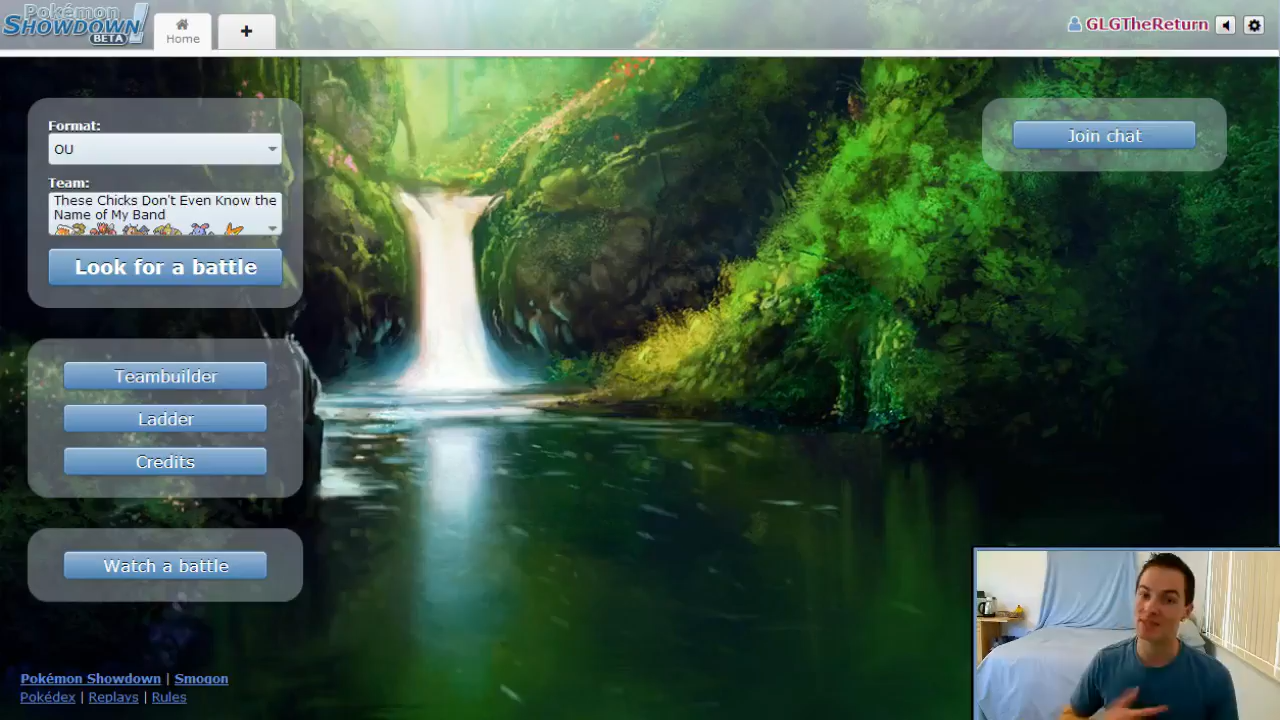 Pokémon
SHOWDOWN!
BETA
Home
+
GLGTheReturn
Format:
OU
Team:
These Chicks Don't Even Know the
Name of My Band
Look for a battle
Join chat
Teambuilder
Ladder
Credits
Watch a battle
Pokémon Showdown | Smogon
Pokédex | Replays | Rules